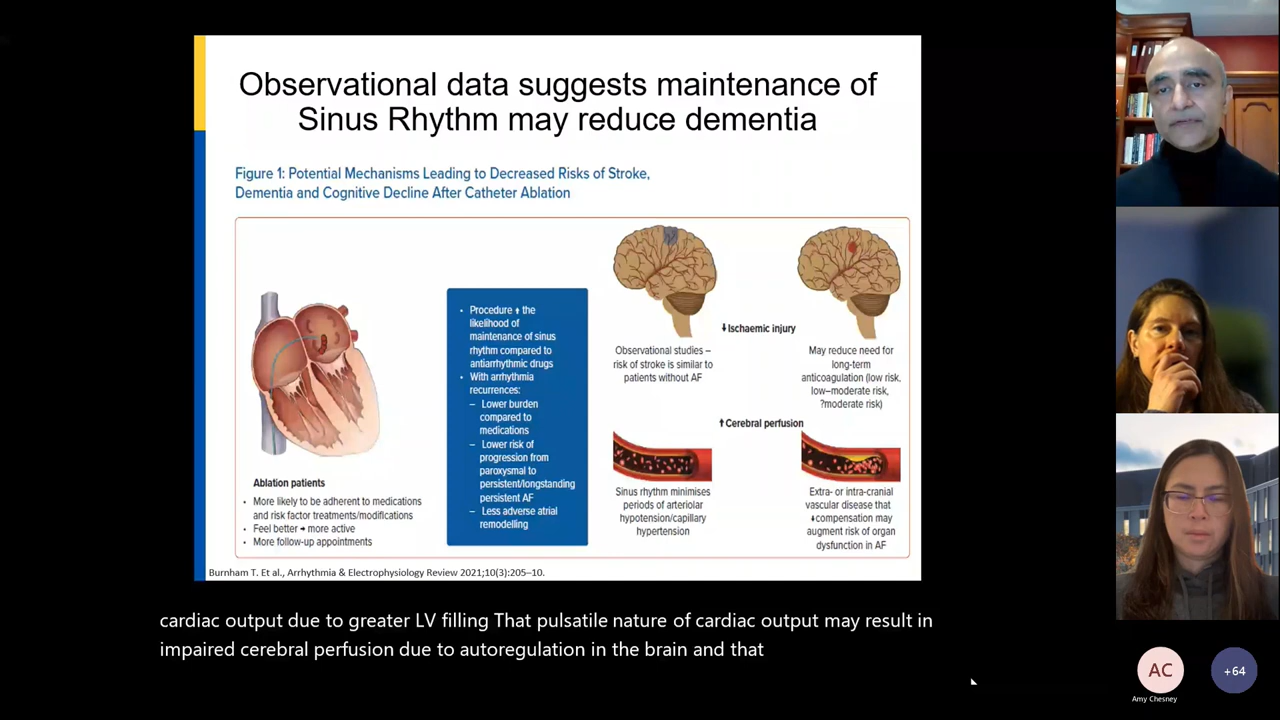 Observational data suggests maintenance of
Sinus Rhythm may reduce dementia
Figure 1: Potential Mechanisms Leading to Decreased Risks of Stroke,
Dementia and Cognitive Decline After Catheter Ablation
Ablation patients
• More likely to be adherent to medications
and risk factor treatments/modifications
• Feel better → more active
• More follow-up appointments
• Procedure ↑ the
likelihood of
maintenance of sinus
rhythm compared to
antiarrhythmic drugs
• With arrhythmia
recurrences:
– Lower burden
compared to
medications
– Lower risk of
progression from
paroxysmal to
persistent/longstanding
persistent AF
– Less adverse atrial
remodelling
↓ Ischaemic injury
Observational studies –
risk of stroke is similar to
patients without AF
May reduce need for
long-term
anticoagulation (low risk,
low–moderate risk,
?moderate risk)
↑ Cerebral perfusion
Sinus rhythm minimises
periods of arteriolar
hypotension/capillary
hypertension
Extra- or intra-cranial
vascular disease that
↓compensation may
augment risk of organ
dysfunction in AF
Burnham T. Et al., Arrhythmia & Electrophysiology Review 2021;10(3):205–10.
cardiac output due to greater LV filling That pulsatile nature of cardiac output may result in
impaired cerebral perfusion due to autoregulation in the brain and that
AC
+64
Amy Chesney